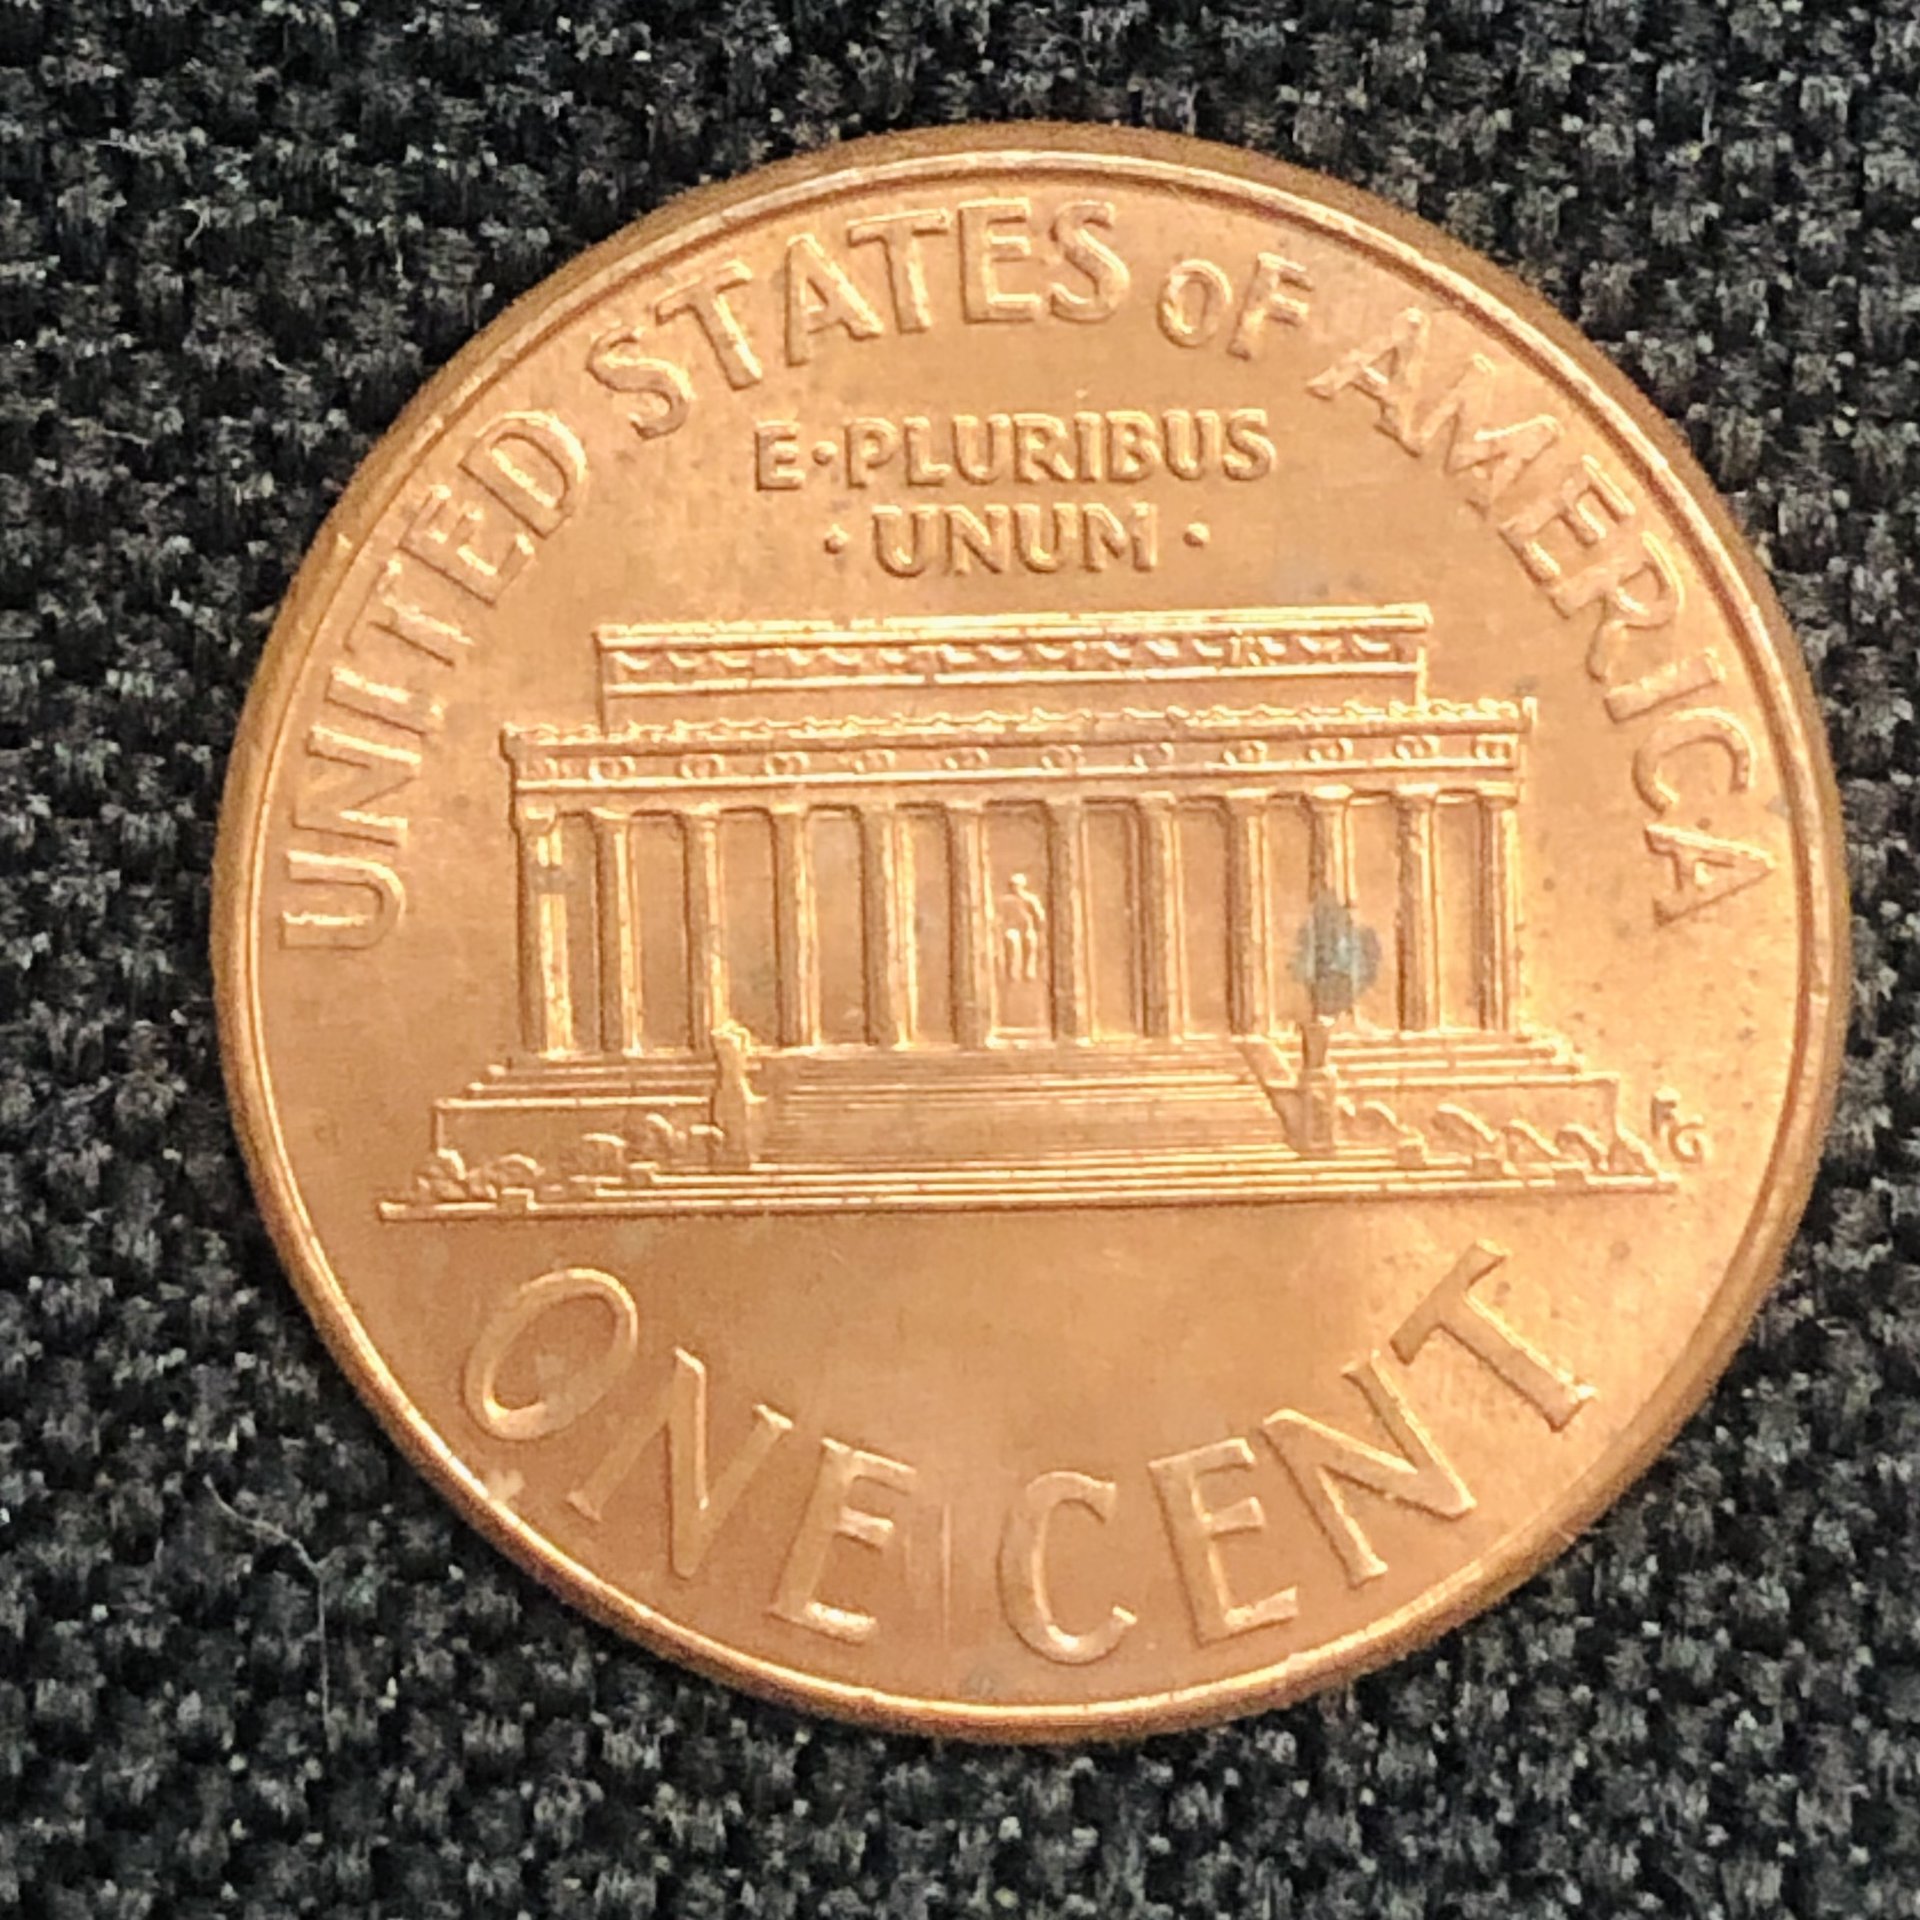 UNITED STATES OF AMERICA
E·PLURIBUS
·UNUM·
FG
ONE CENT